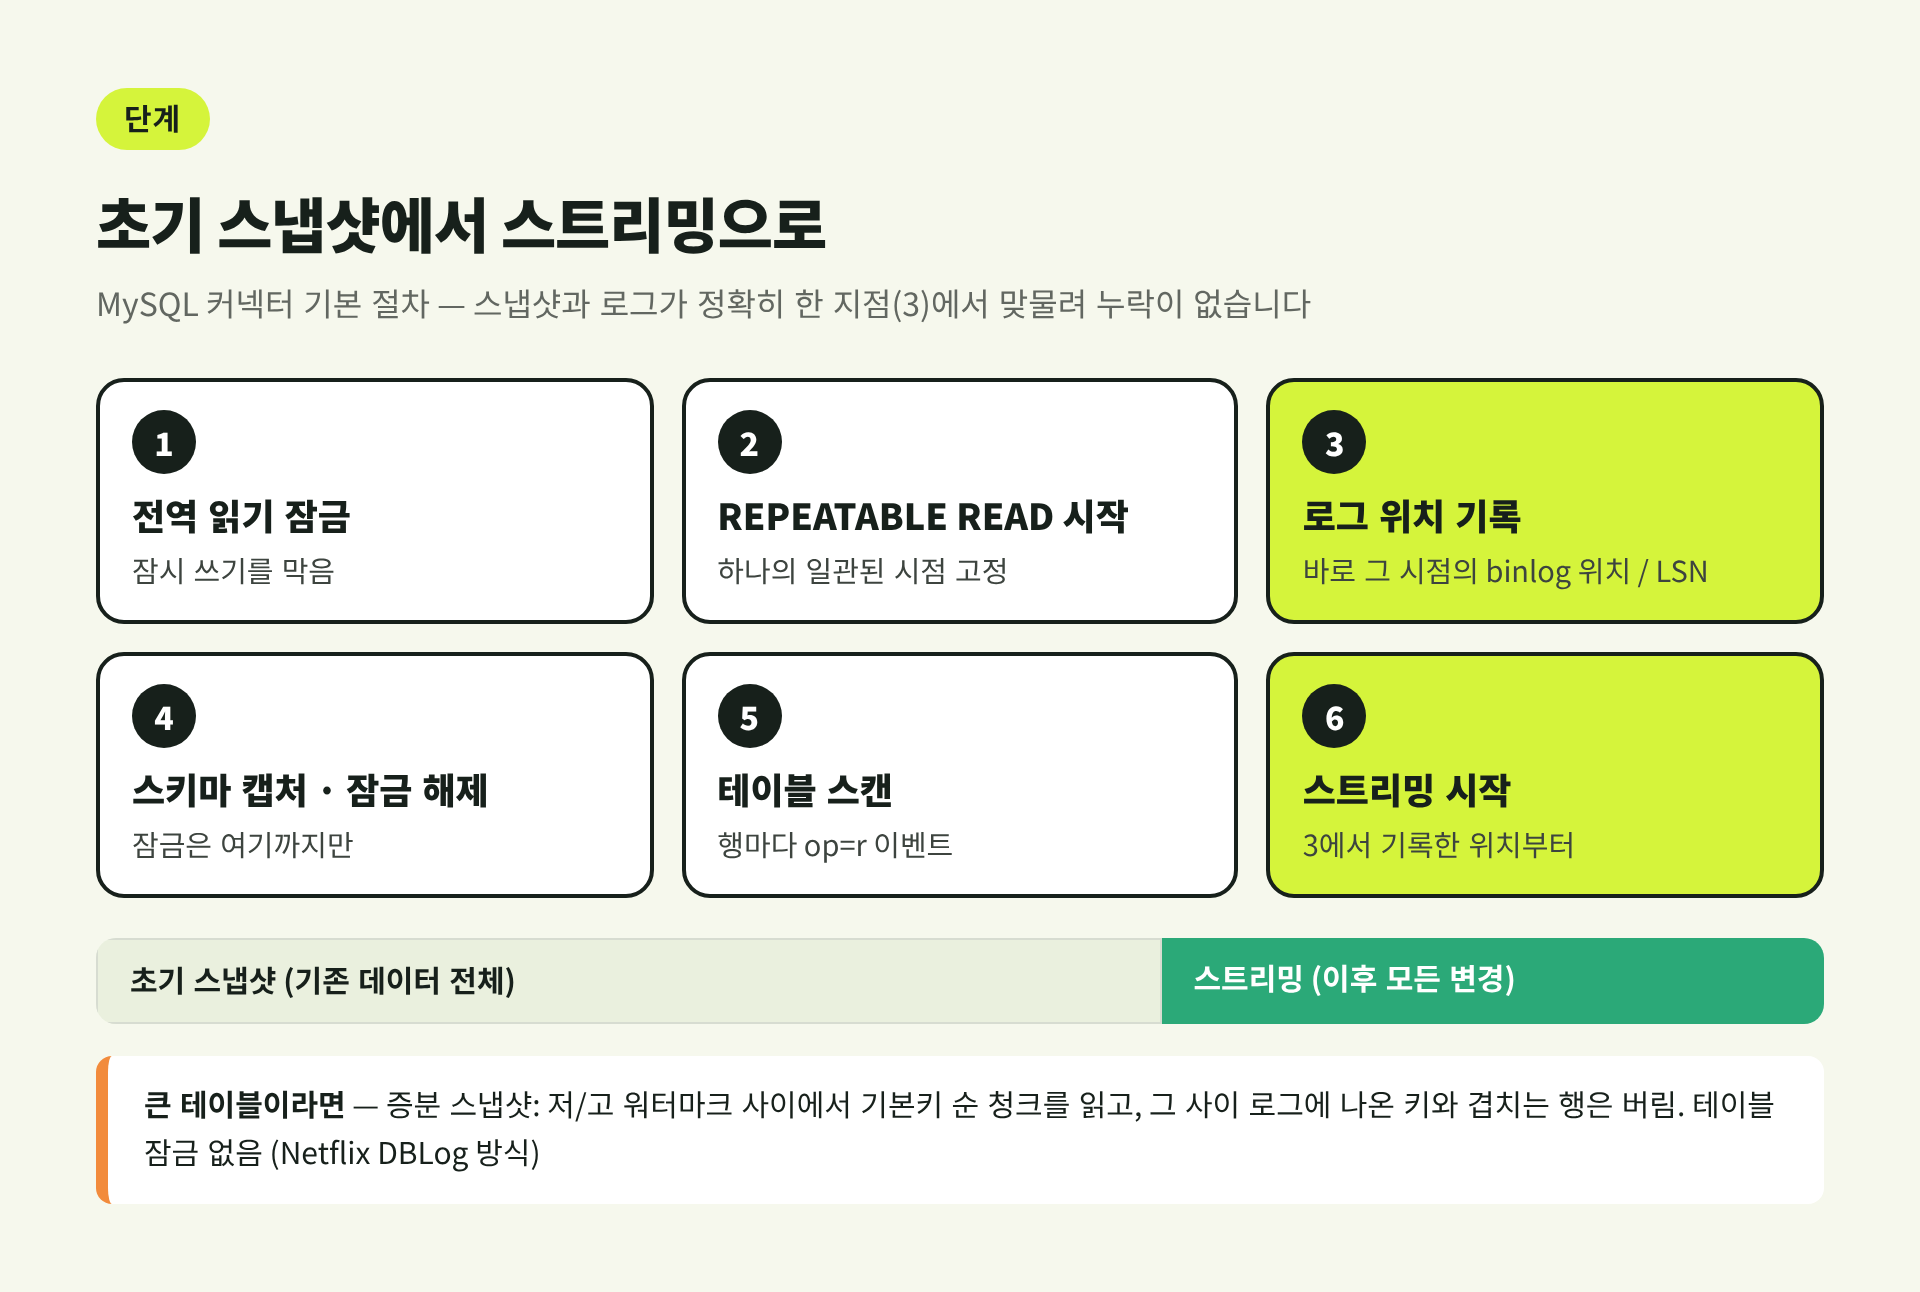 단계
초기 스냅샷에서 스트리밍으로
MySQL 커넥터 기본 절차 — 스냅샷과 로그가 정확히 한 지점(3)에서 맞물려 누락이 없습니다
1
전역 읽기 잠금
잠시 쓰기를 막음
2
REPEATABLE READ 시작
하나의 일관된 시점 고정
3
로그 위치 기록
바로 그 시점의 binlog 위치 / LSN
4
스키마 캡처 · 잠금 해제
잠금은 여기까지만
5
테이블 스캔
행마다 op=r 이벤트
6
스트리밍 시작
3에서 기록한 위치부터
초기 스냅샷 (기존 데이터 전체)
스트리밍 (이후 모든 변경)
큰 테이블이라면 — 증분 스냅샷: 저/고 워터마크 사이에서 기본키 순 청크를 읽고, 그 사이 로그에 나온 키와 겹치는 행은 버림. 테이블
잠금 없음 (Netflix DBLog 방식)